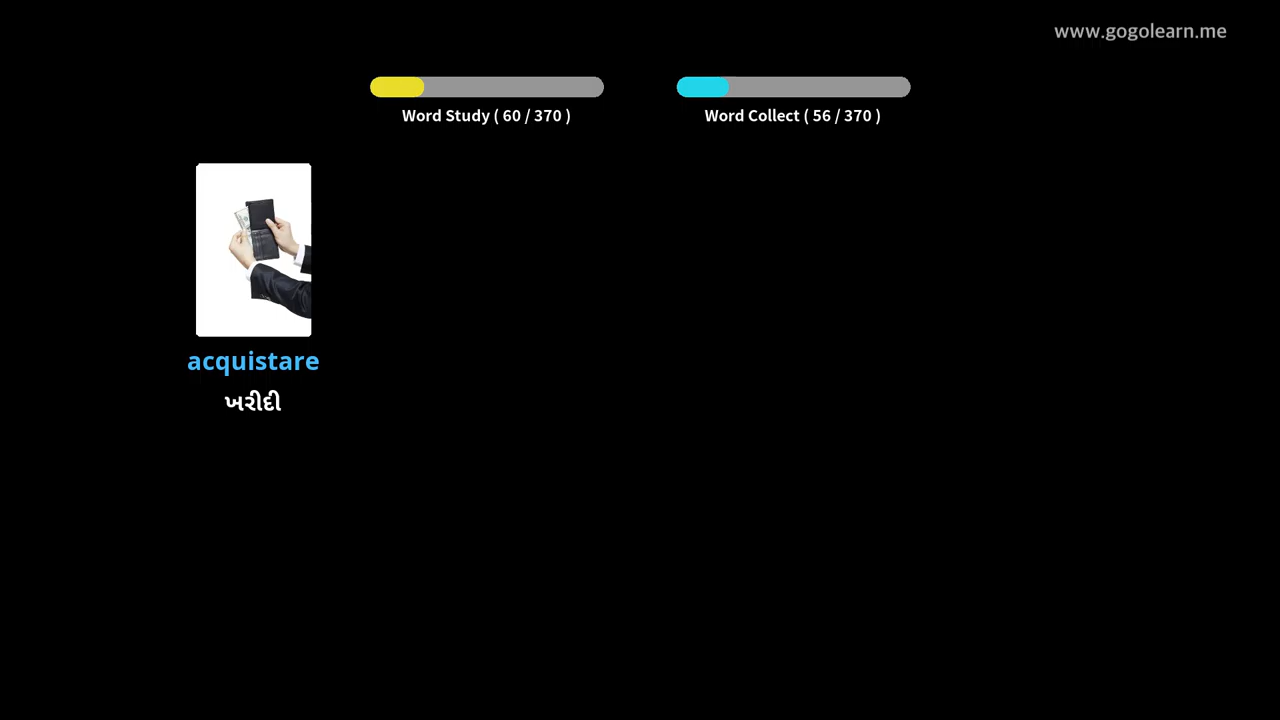 www.gogolearn.me
Word Study ( 60 / 370 )
Word Collect ( 56 / 370 )
acquistare
ખરીદી